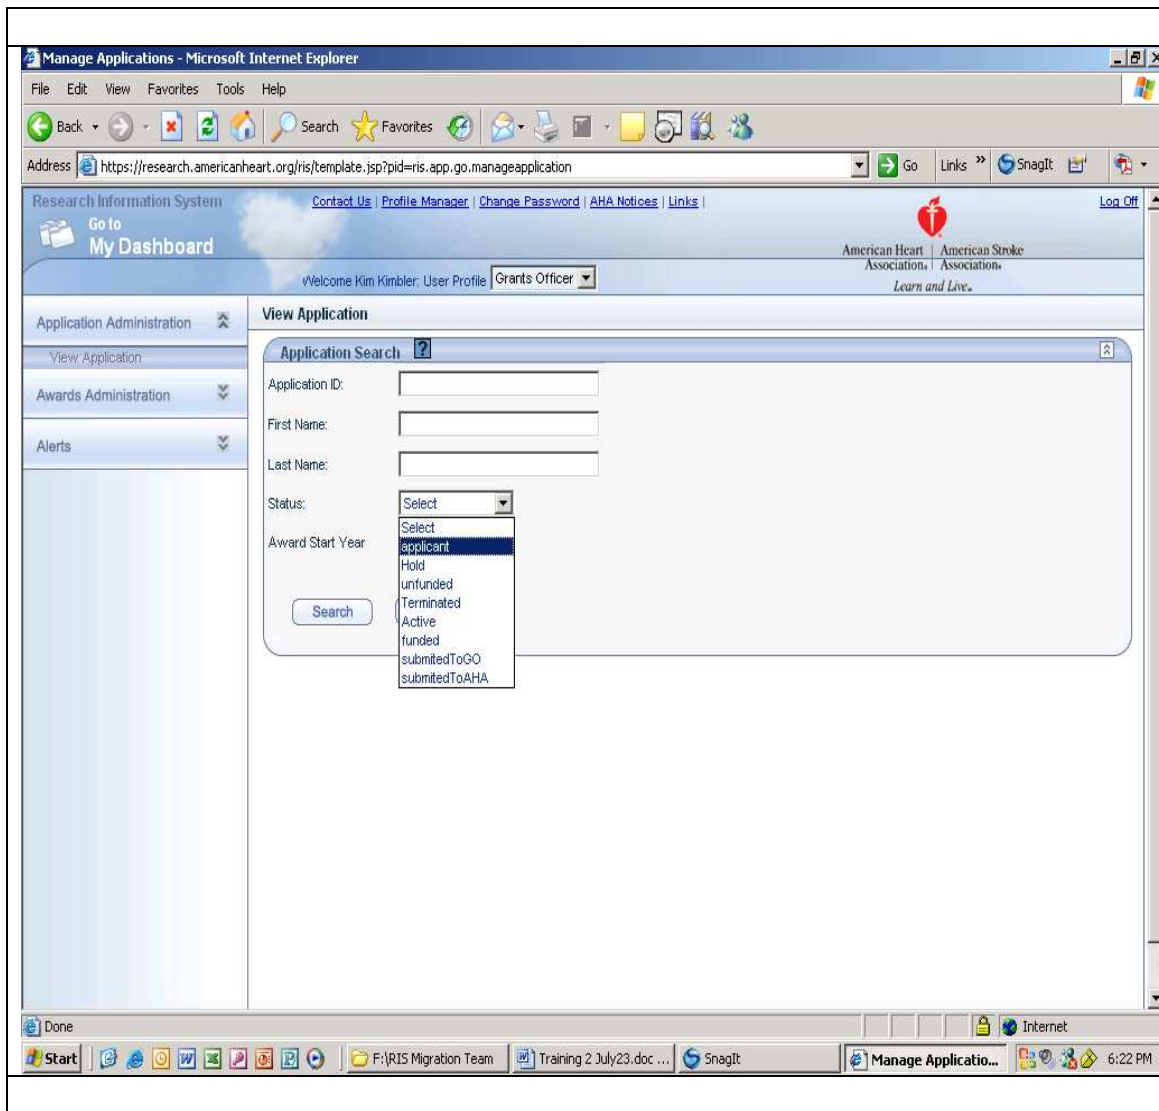 Manage Applications - Microsoft Internet Explorer
File Edit View Favorites Tools Help
Back Search Favorites
Address https://research.americanheart.org/ris/template.jsp?pid=ris.app.go.manageapplication Go Links » SnagIt
Research Information System
Contact Us | Profile Manager | Change Password | AHA Notices | Links |
Log Off
Go to
My Dashboard
American Heart | American Stroke
Association® | Association®
Learn and Live®
Welcome Kim Kimbler: User Profile Grants Officer
Application Administration
View Application
Awards Administration
Alerts
View Application
Application Search ?
Application ID:
First Name:
Last Name:
Status: Select
Select
applicant
Hold
unfunded
Terminated
Active
funded
submitedToGO
submitedToAHA
Award Start Year
Search
Done Internet
Start F:\RIS Migration Team Training 2 July23.doc ... SnagIt Manage Applicatio... 6:22 PM